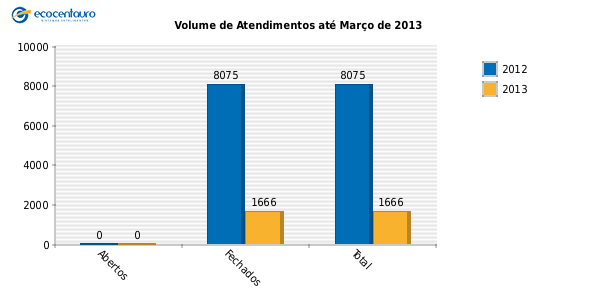 ecocentauro
Volume de Atendimentos até Março de 2013
10000
8000
6000
4000
2000
0
0
0
8075
1666
8075
1666
Abertos
Fechados
Total
2012
2013